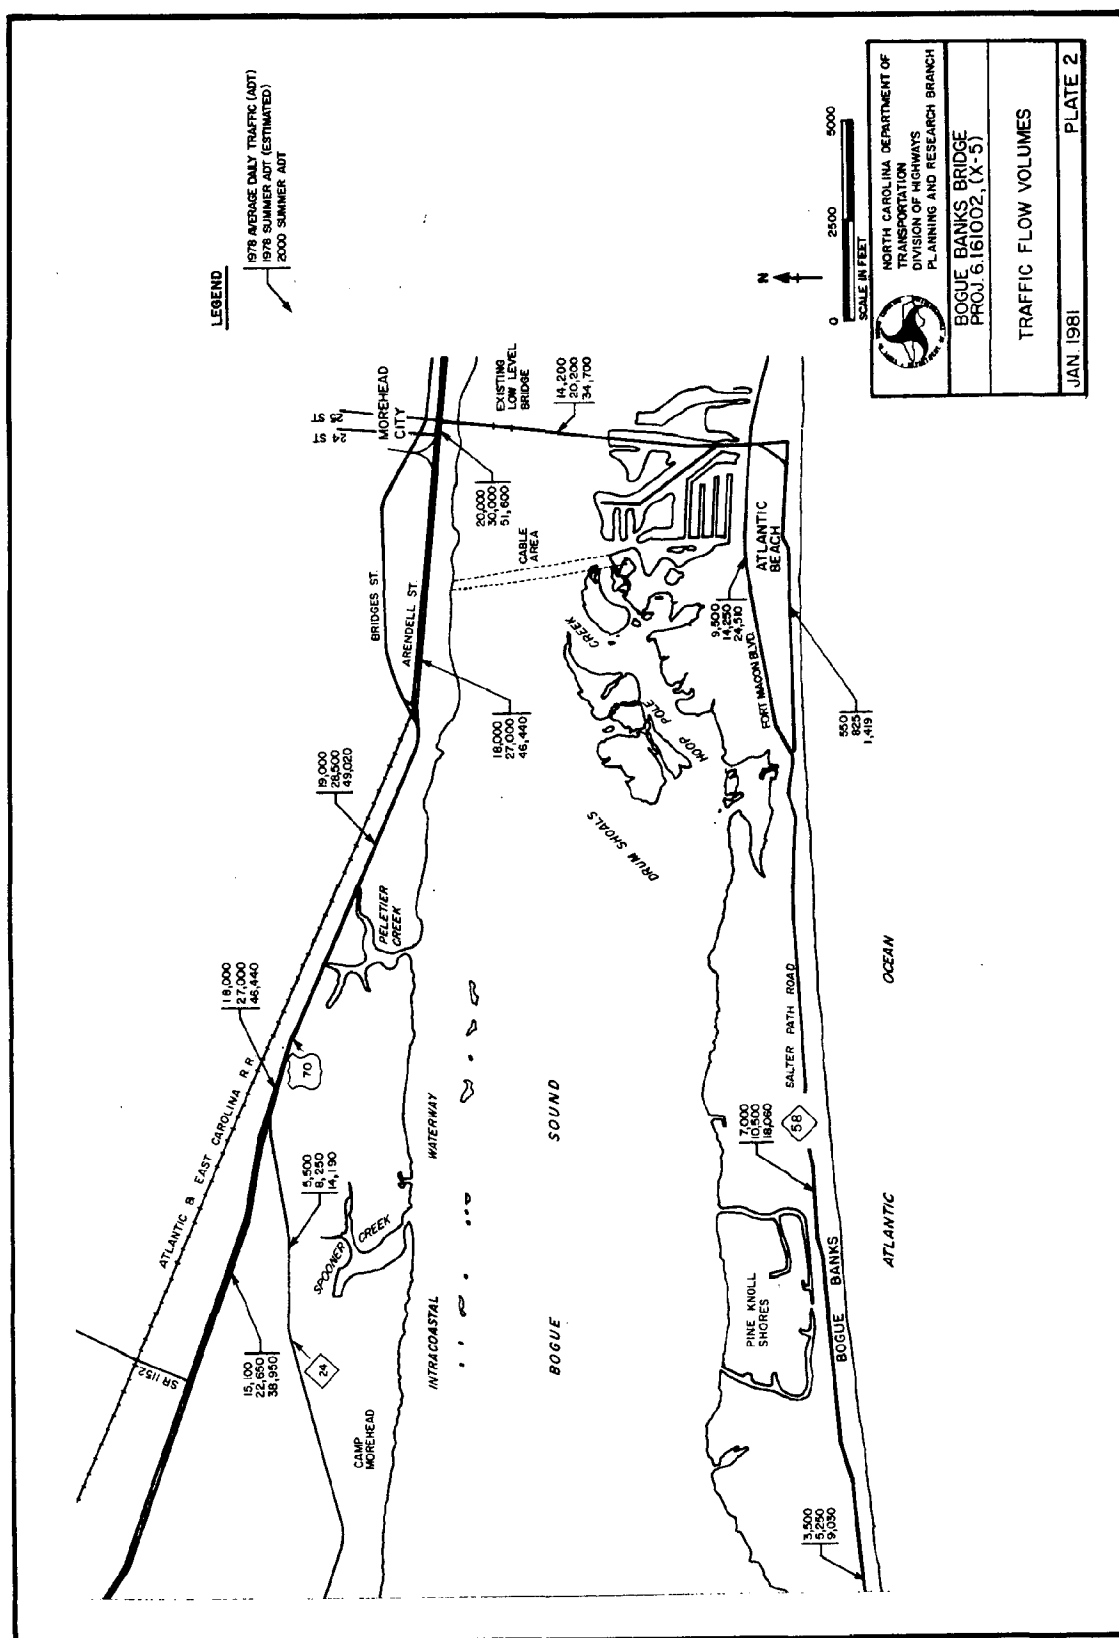 LEGEND
1978 AVERAGE DAILY TRAFFIC (ADT)
1978 SUMMER ADT (ESTIMATED)
2000 SUMMER ADT
SR 1152
ATLANTIC & EAST CAROLINA R R
15,100
22,650
38,950
18,000
27,000
46,440
70
19,000
28,500
49,020
BRIDGES ST.
ARENDELL ST.
24 ST
MOREHEAD
CITY
24
5,500
8,250
14,190
SPOONER
CREEK
CAMP
MOREHEAD
PELETIER
CREEK
18,000
27,000
46,440
20,000
30,000
51,600
EXISTING
LOW LEVEL
BRIDGE
14,200
20,200
34,700
CABLE
AREA
INTRACOASTAL
WATERWAY
BOGUE
SOUND
DRUM SHOALS
HOOP
POLE
CREEK
9,500
14,250
24,510
FORT MACON BLVD.
ATLANTIC
BEACH
550
825
1,419
SALTER PATH ROAD
58
7,000
10,500
18,060
PINE KNOLL
SHORES
BOGUE BANKS
3,500
5,250
9,030
ATLANTIC
OCEAN
N
0 2500 5000
SCALE IN FEET
NORTH CAROLINA DEPARTMENT OF
TRANSPORTATION
DIVISION OF HIGHWAYS
PLANNING AND RESEARCH BRANCH
BOGUE BANKS BRIDGE
PROJ. 6.161002, (X-5)
TRAFFIC FLOW VOLUMES
JAN 1981
PLATE 2